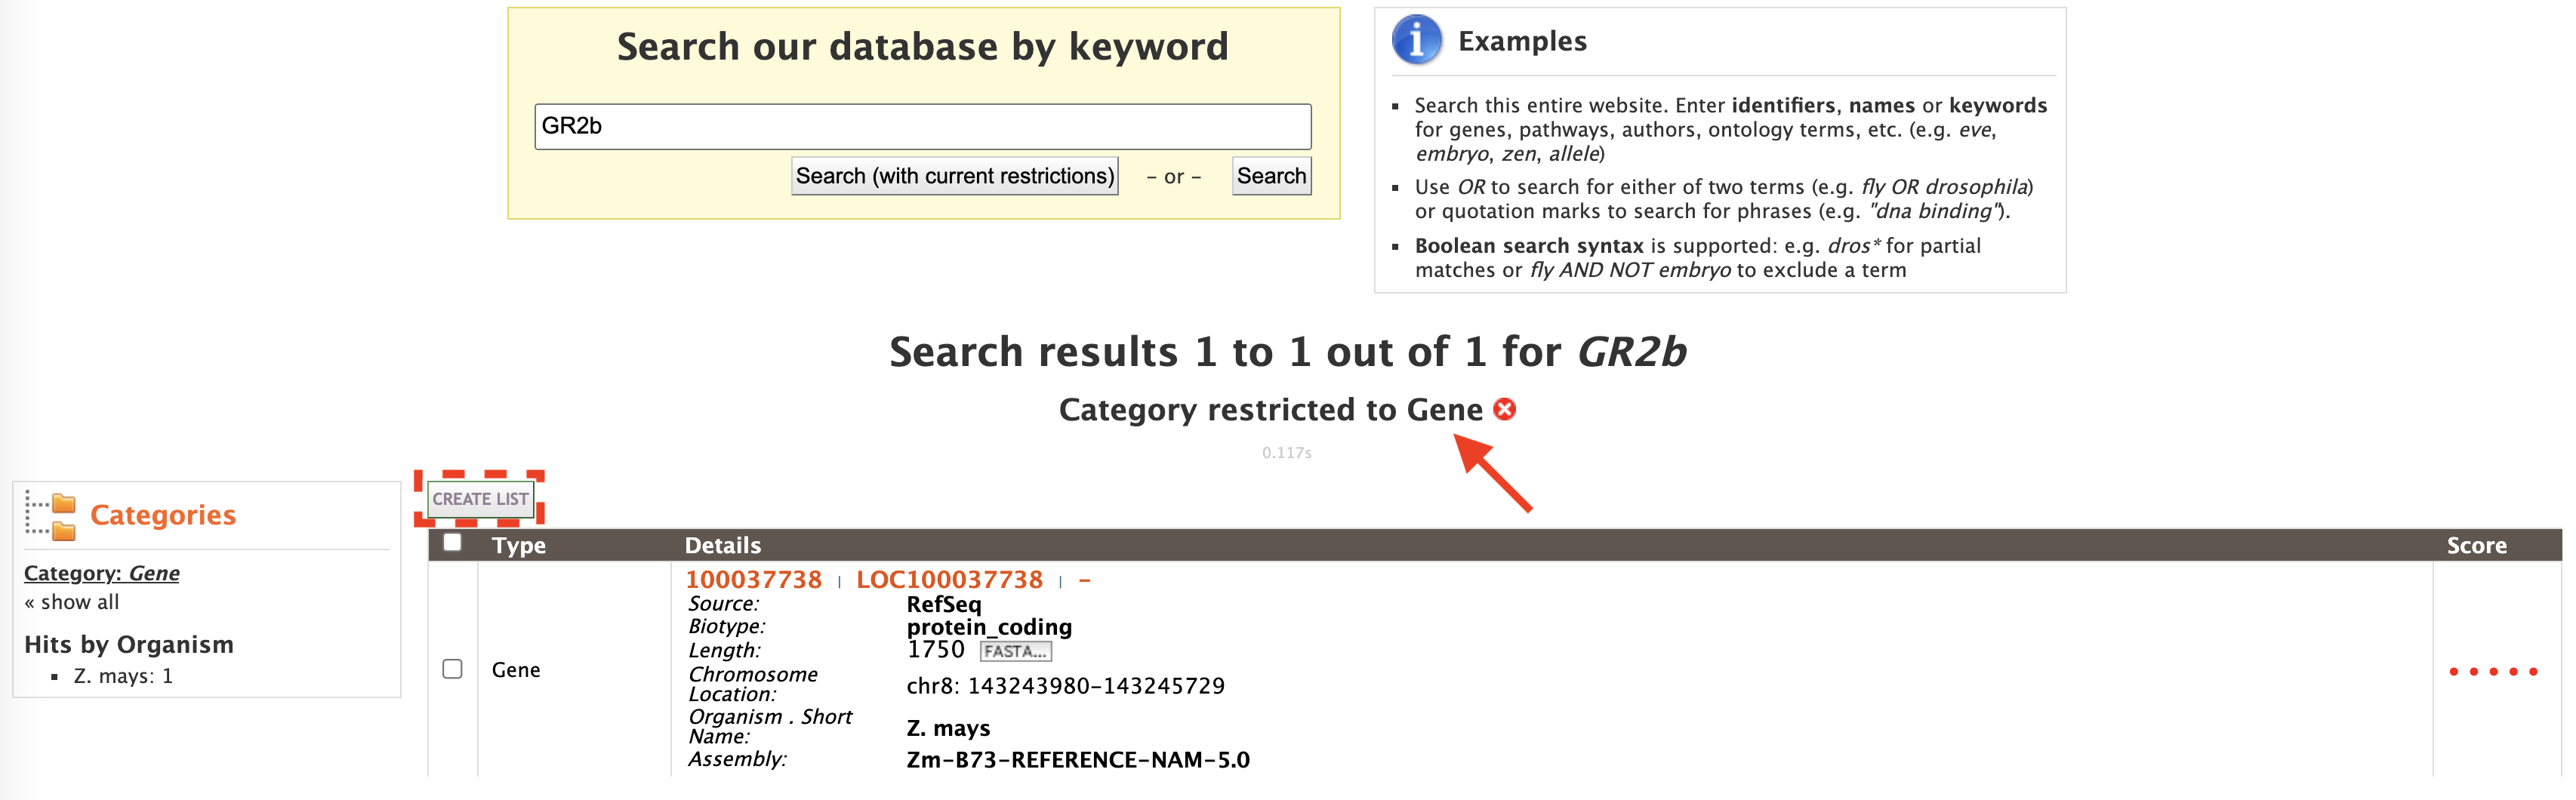 Search our database by keyword
GR2b
Search (with current restrictions) – or – Search
Examples
Search this entire website. Enter identifiers, names or keywords
for genes, pathways, authors, ontology terms, etc. (e.g. eve,
embryo, zen, allele)
Use OR to search for either of two terms (e.g. fly OR drosophila)
or quotation marks to search for phrases (e.g. "dna binding").
Boolean search syntax is supported: e.g. dros* for partial
matches or fly AND NOT embryo to exclude a term
Search results 1 to 1 out of 1 for GR2b
Category restricted to Gene
0.117s
Categories
Category: Gene
« show all
Hits by Organism
Z. mays: 1
CREATE LIST
Type Details Score
Gene
100037738 | LOC100037738 | –
Source: RefSeq
Biotype: protein_coding
Length: 1750 FASTA...
Chromosome
Location: chr8: 143243980-143245729
Organism . Short
Name: Z. mays
Assembly: Zm-B73-REFERENCE-NAM-5.0